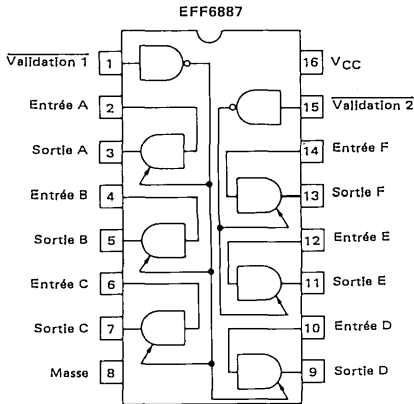 EFF6887
Validation 1 1
Entrée A 2
Sortie A 3
Entrée B 4
Sortie B 5
Entrée C 6
Sortie C 7
Masse 8
16 VCC
15 Validation 2
14 Entrée F
13 Sortie F
12 Entrée E
11 Sortie E
10 Entrée D
9 Sortie D